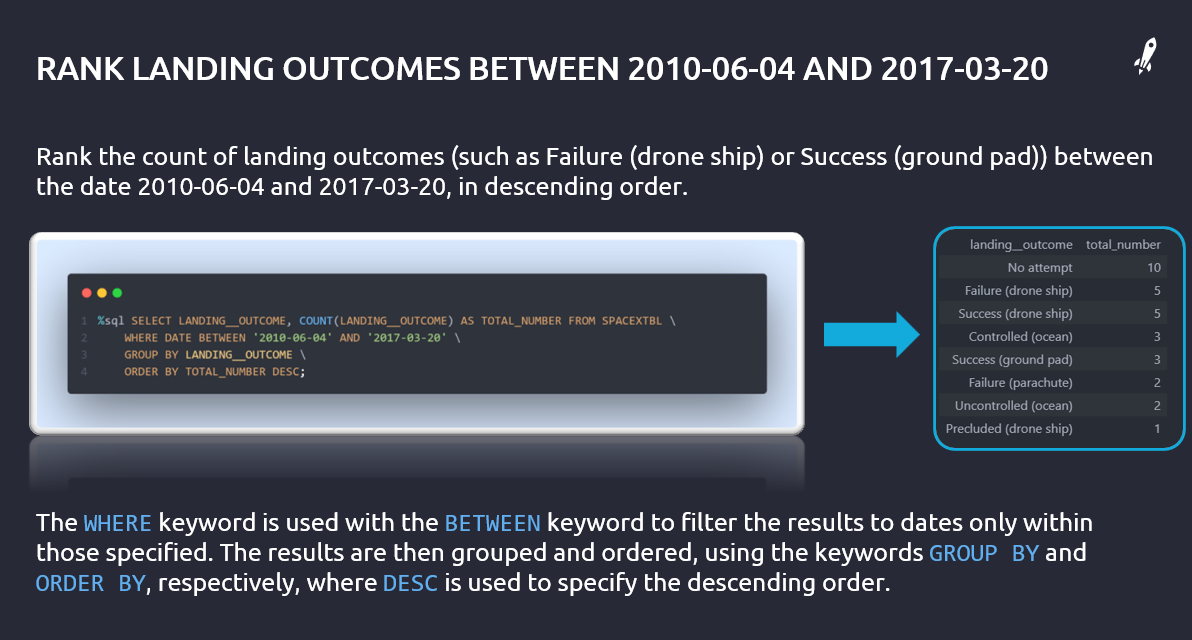 RANK LANDING OUTCOMES BETWEEN 2010-06-04 AND 2017-03-20
Rank the count of landing outcomes (such as Failure (drone ship) or Success (ground pad)) between
the date 2010-06-04 and 2017-03-20, in descending order.
1 %sql SELECT LANDING__OUTCOME, COUNT(LANDING__OUTCOME) AS TOTAL_NUMBER FROM SPACEXTBL \
2 WHERE DATE BETWEEN '2010-06-04' AND '2017-03-20' \
3 GROUP BY LANDING__OUTCOME \
4 ORDER BY TOTAL_NUMBER DESC;
landing__outcome total_number
No attempt 10
Failure (drone ship) 5
Success (drone ship) 5
Controlled (ocean) 3
Success (ground pad) 3
Failure (parachute) 2
Uncontrolled (ocean) 2
Precluded (drone ship) 1
The WHERE keyword is used with the BETWEEN keyword to filter the results to dates only within
those specified. The results are then grouped and ordered, using the keywords GROUP BY and
ORDER BY, respectively, where DESC is used to specify the descending order.